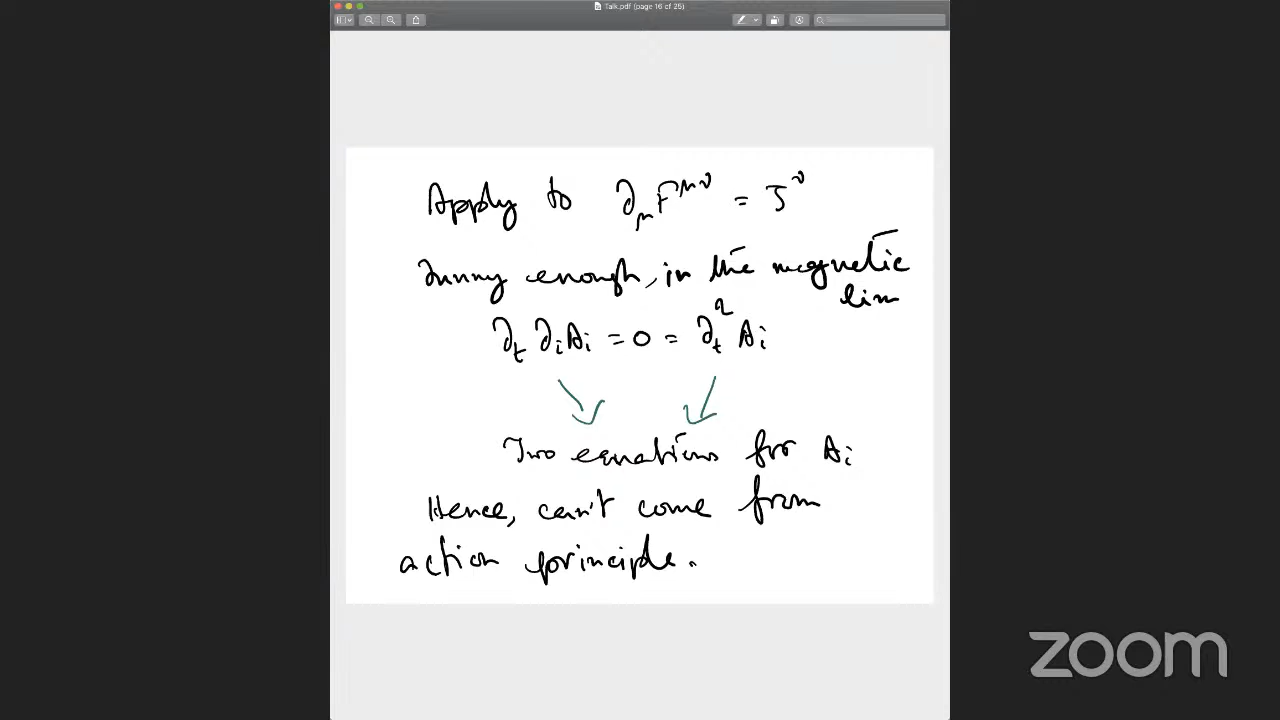 Talk.pdf (page 16 of 25)
Apply to ∂_μ F^{μν} = J^ν
Funny enough, in the magnetic
lim
∂_t ∂_i A_i = 0 = ∂_t^2 A_i
Two equations for A_i
Hence, can't come from
action principle.
zoom